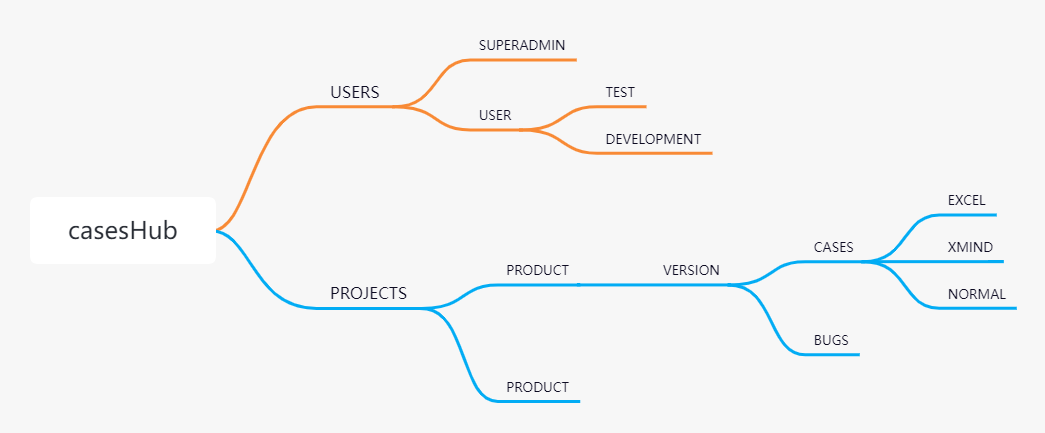 SUPERADMIN
USERS
TEST
USER
DEVELOPMENT
casesHub
EXCEL
CASES
XMIND
PRODUCT
VERSION
PROJECTS
NORMAL
BUGS
PRODUCT